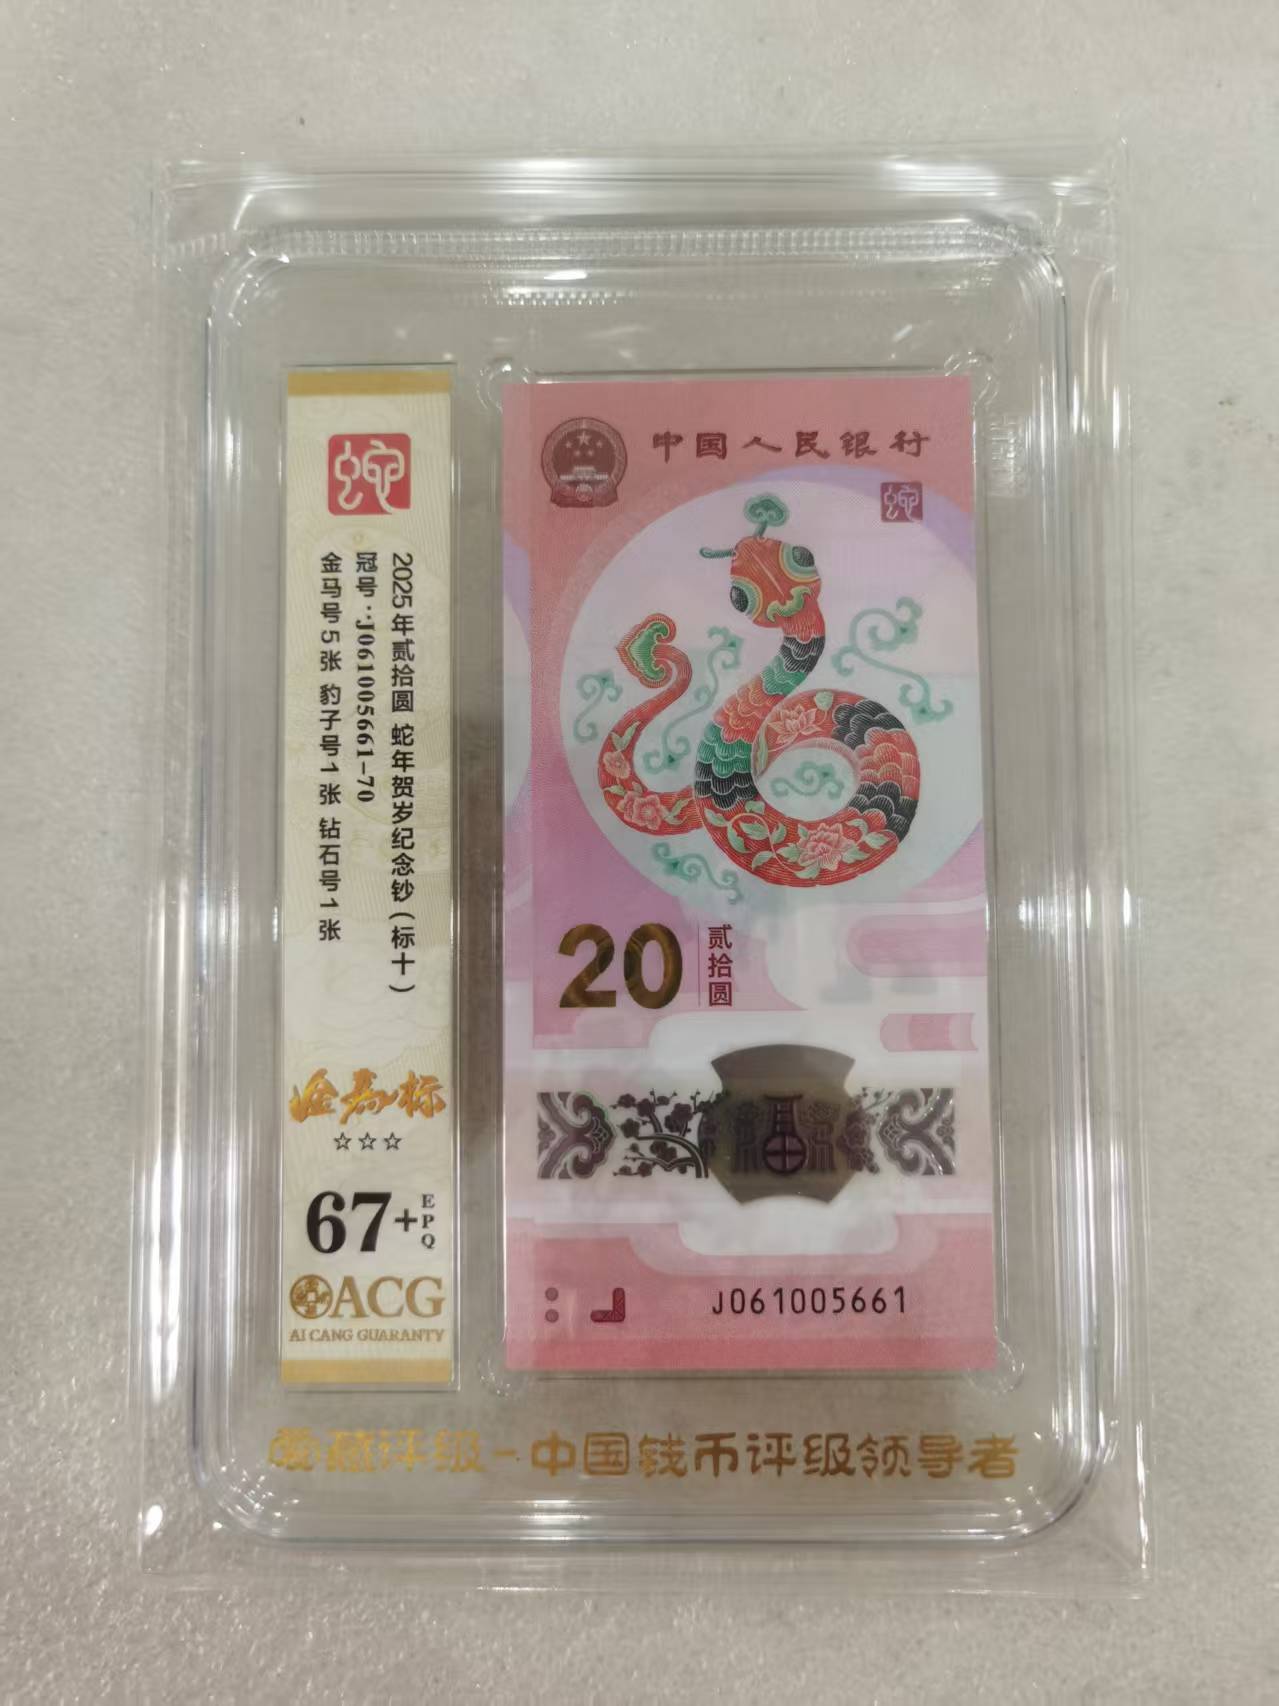 蛇
2025年贰拾圆 蛇年贺岁纪念钞(标十)
冠号:J061005661-70
金马号5张 豹子号1张 钻石号1张
金马标
☆☆☆
67+
EPQ
ACG
AI CANG GUARANTY
中国人民银行
蛇
20
贰拾圆
福
J061005661
爱藏评级-中国钱币评级领导者